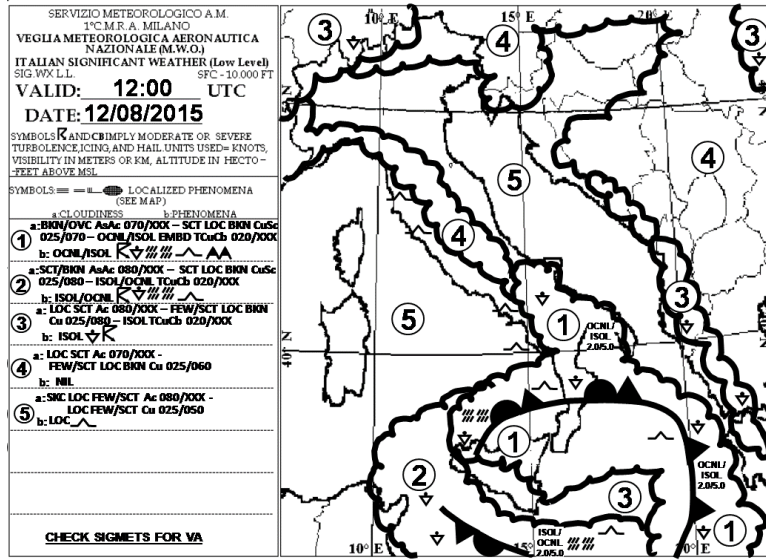 SERVIZIO METEOROLOGICO A.M.
1°C.M.R.A. MILANO
VEGLIA METEOROLOGICA AERONAUTICA
NAZIONALE (M.W.O.)
ITALIAN SIGNIFICANT WEATHER (Low Level)
SIG.WX L.L. SFC - 10.000 FT
VALID: 12:00 UTC
DATE: 12/08/2015
SYMBOLS AND CB IMPLY MODERATE OR SEVERE
TURBOLENCE,ICING, AND HAIL UNITS USED= KNOTS,
VISIBILITY IN METERS OR KM, ALTITUDE IN HECTO -
-FEET ABOVE MSL
SYMBOLS: LOCALIZED PHENOMENA
(SEE MAP)
a:CLOUDINESS b:PHENOMENA
1 a:BKN/OVC AsAc 070/XXX - SCT LOC BKN CuSc
025/070 - OCNL/ISOL EMBD TCuCb 020/XXX
b: OCNL/ISOL
2 a:SCT/BKN AsAc 080/XXX - SCT LOC BKN CuSc
025/080 - ISOL/OCNL TCuCb 020/XXX
b: ISOL/OCNL
3 a: LOC SCT Ac 080/XXX - FEW/SCT LOC BKN
Cu 025/080 - ISOL TCuCb 020/XXX
b: ISOL
4 a: LOC SCT Ac 070/XXX -
FEW/SCT LOC BKN Cu 025/060
b: NIL
5 a:SKC LOC FEW/SCT Ac 080/XXX -
LOC FEW/SCT Cu 025/050
b: LOC
CHECK SIGMETS FOR VA
10° E 15° E 20° E
3
4
3
N
N
4
5
4
3
5
1
OCNL/
ISOL
2.0/5.0
40° N
40° N
1
2
3
OCNL/
ISOL
2.0/5.0
1
ISOL/
OCNL
2.0/5.0
10° E 15° E 20° E